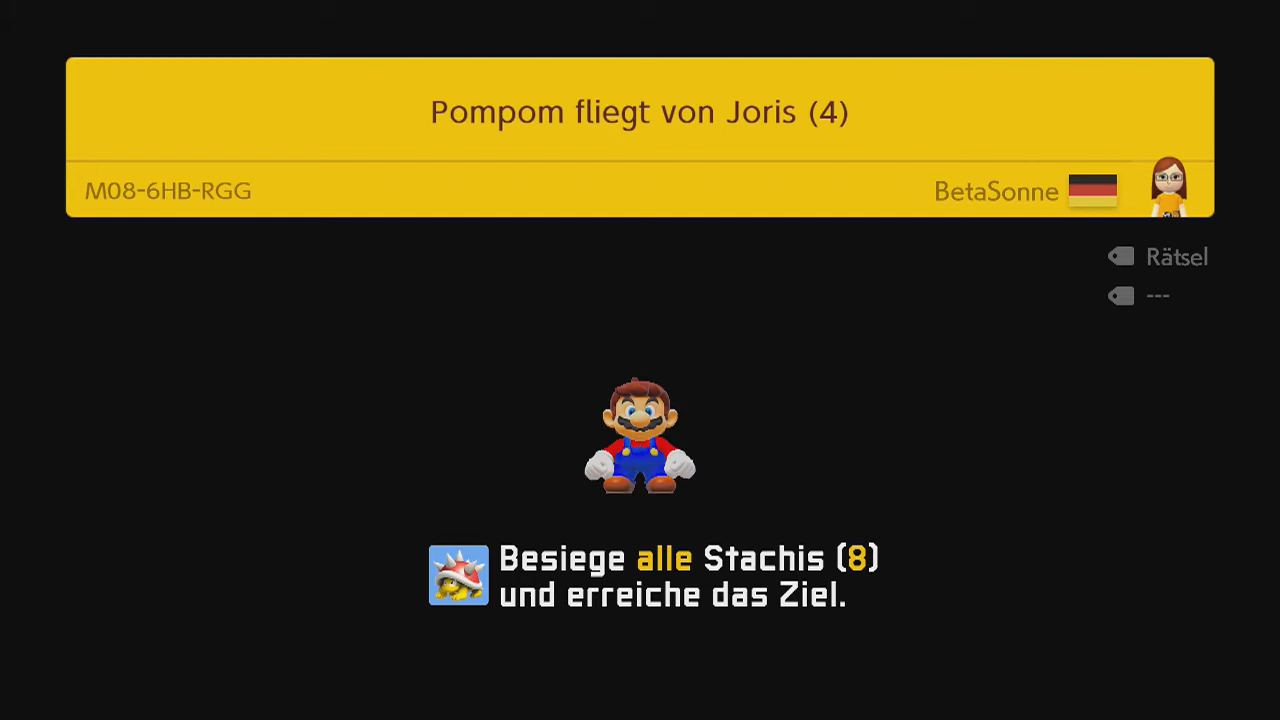 Pompom fliegt von Joris (4)
M08-6HB-RGG
BetaSonne
Rätsel
---
Besiege alle Stachis (8)
und erreiche das Ziel.